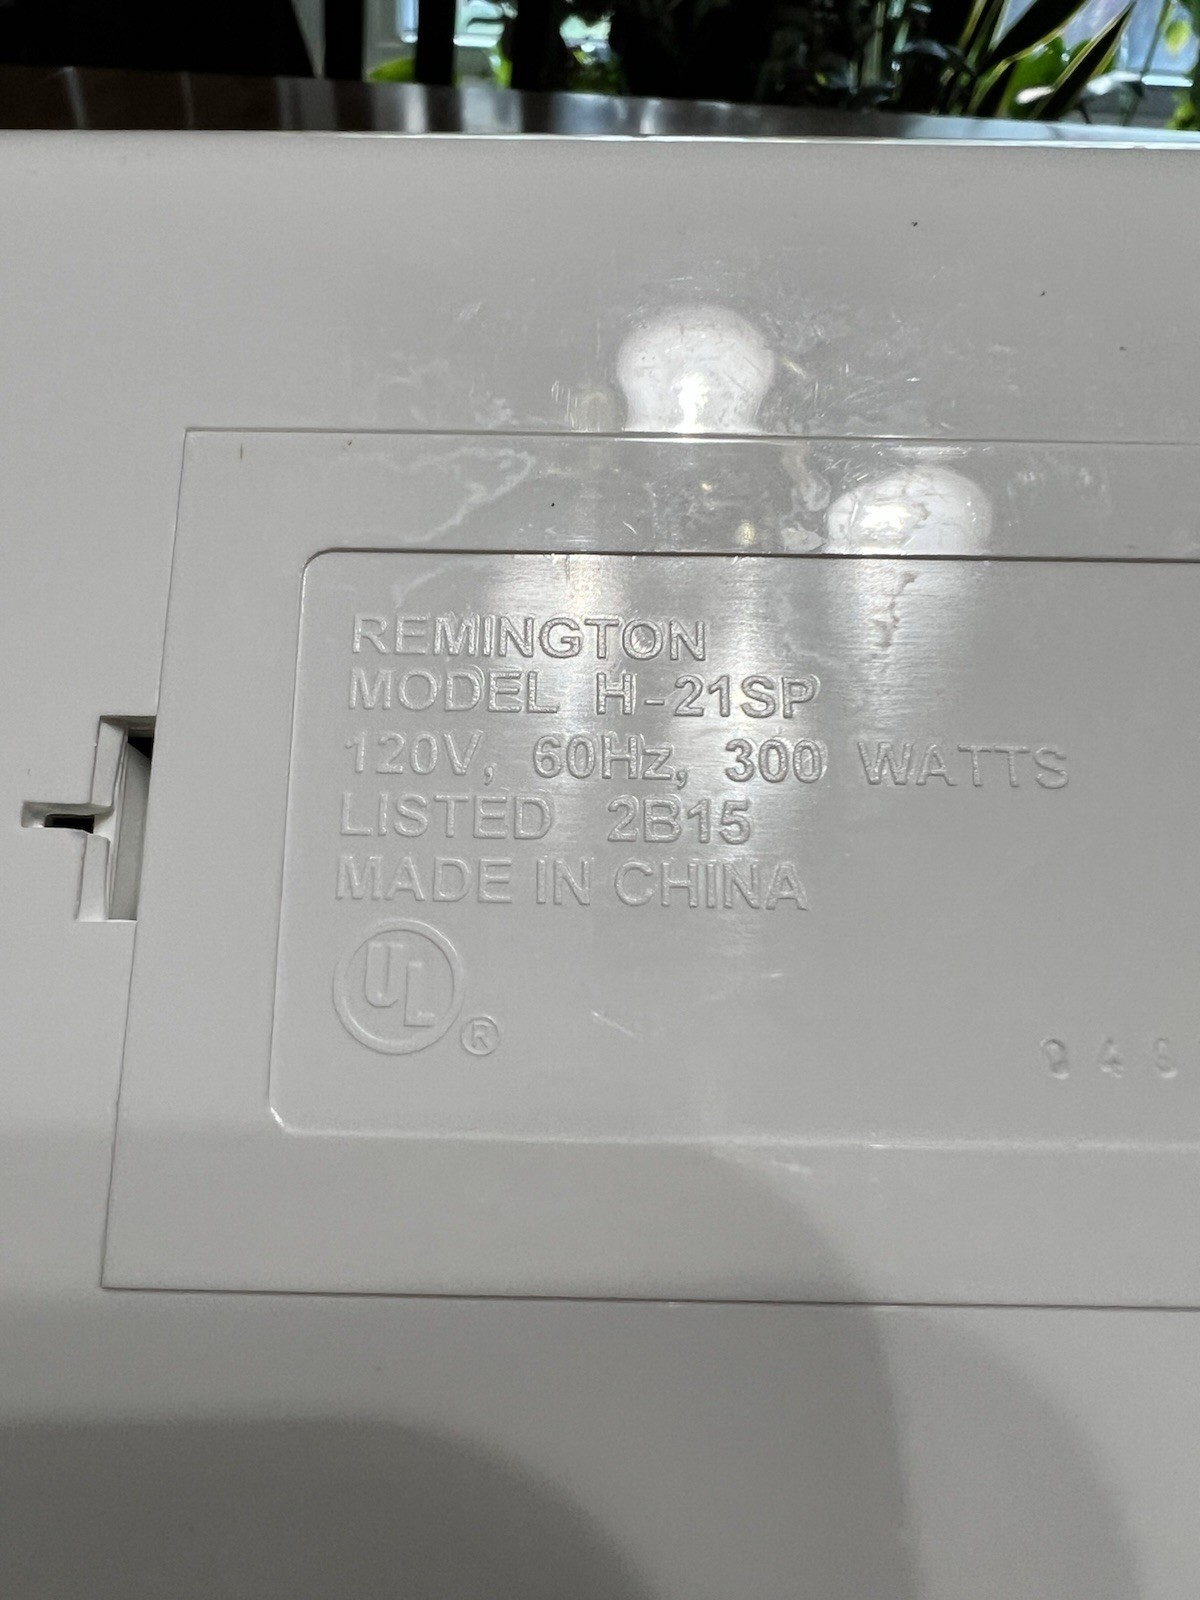 REMINGTON
MODEL H-21SP
120V, 60Hz, 300 WATTS
LISTED 2B15
MADE IN CHINA
UL ®